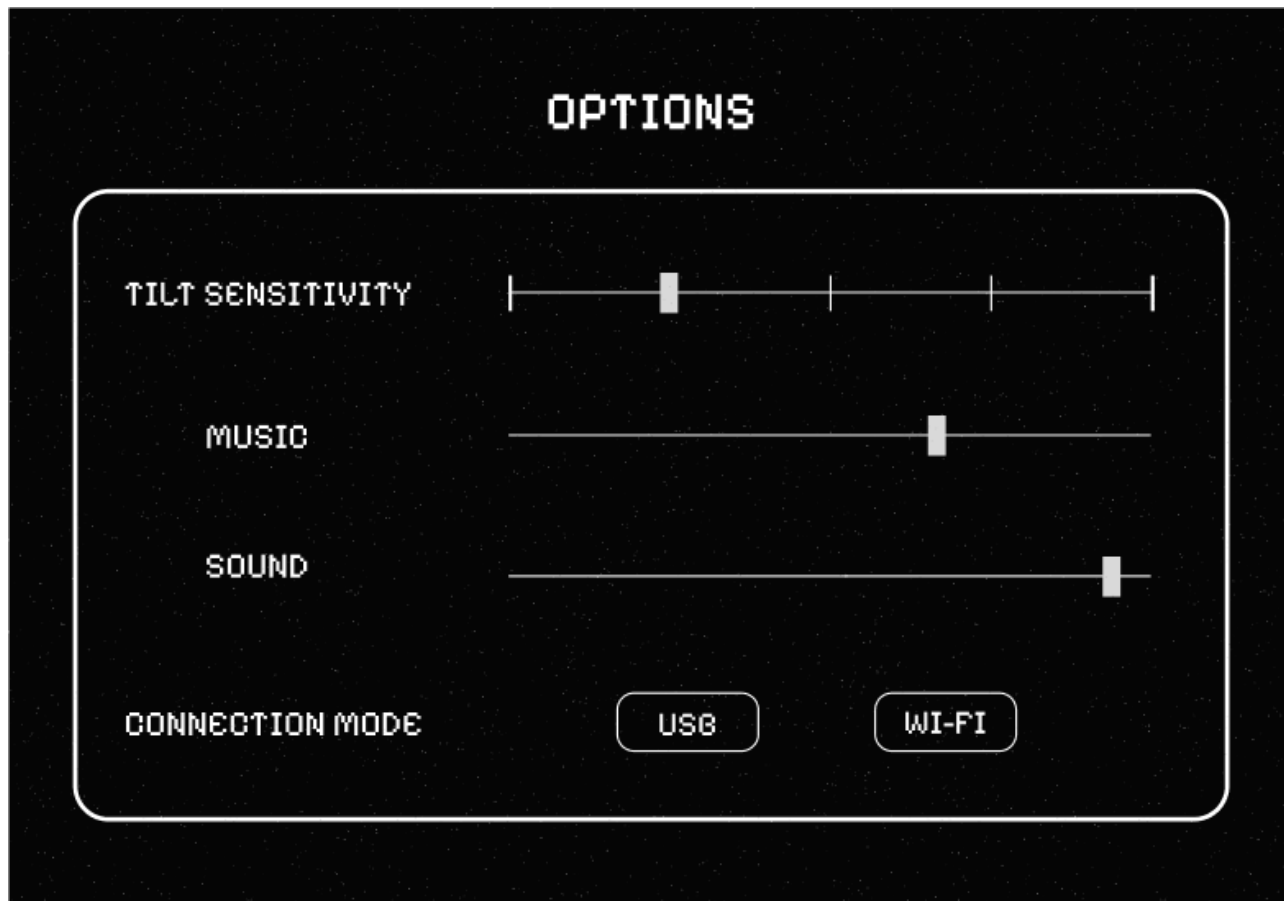 OPTIONS
TILT SENSITIVITY
MUSIC
SOUND
CONNECTION MODE USB WI-FI